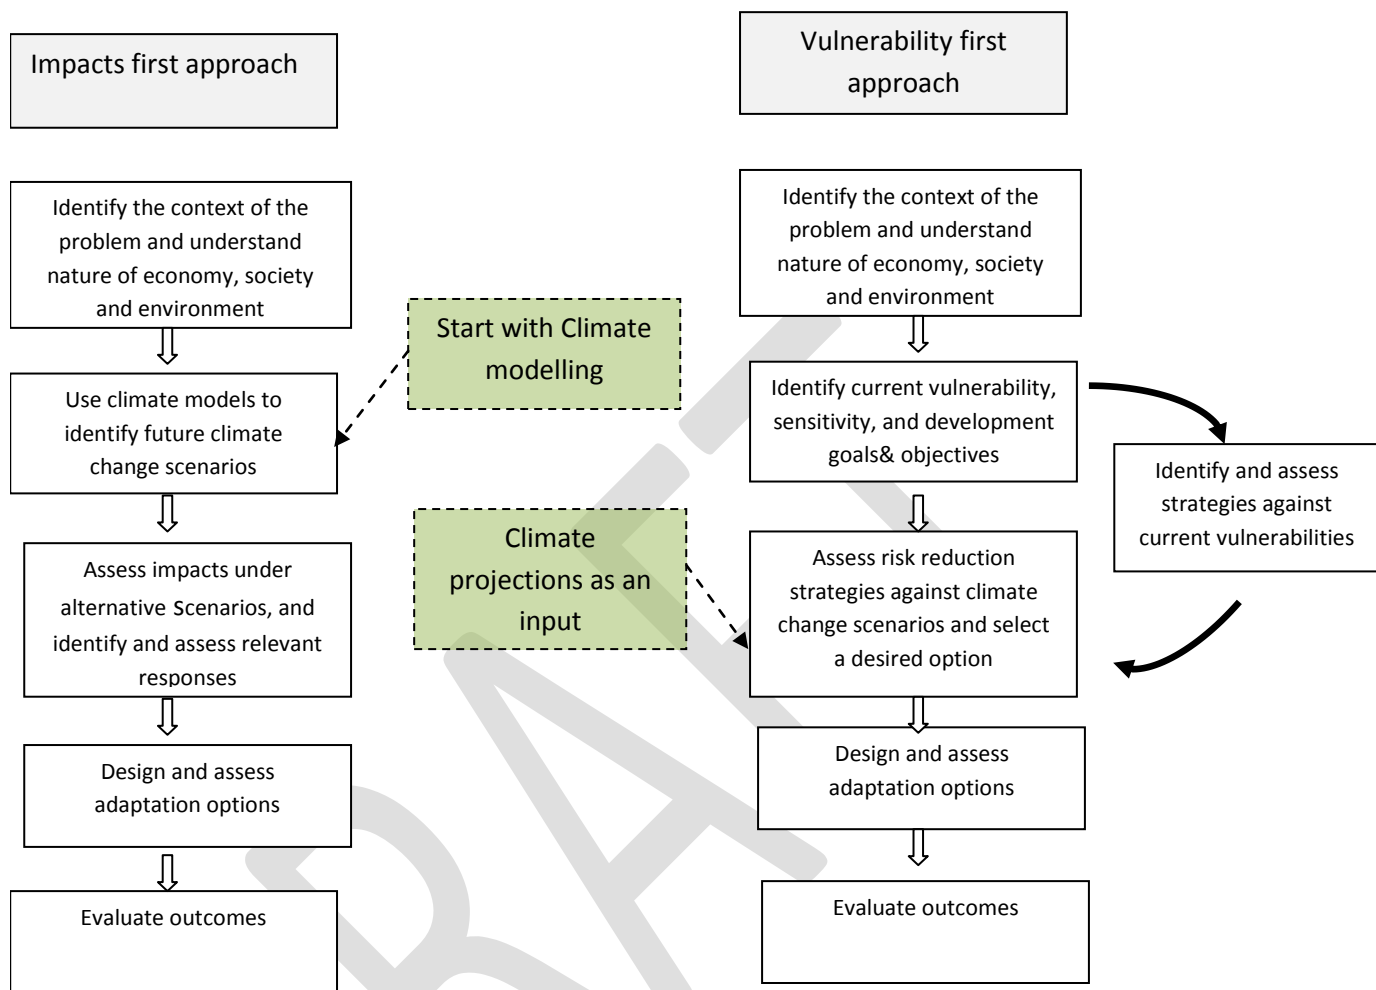 Impacts first approach
Vulnerability first
approach
Identify the context of the
problem and understand
nature of economy, society
and environment
Identify the context of the
problem and understand
nature of economy, society
and environment
Start with Climate
modelling
Use climate models to
identify future climate
change scenarios
Identify current vulnerability,
sensitivity, and development
goals& objectives
Identify and assess
strategies against
current vulnerabilities
Climate
projections as an
input
Assess impacts under
alternative Scenarios, and
identify and assess relevant
responses
Assess risk reduction
strategies against climate
change scenarios and select
a desired option
Design and assess
adaptation options
Design and assess
adaptation options
Evaluate outcomes
Evaluate outcomes
RAFT